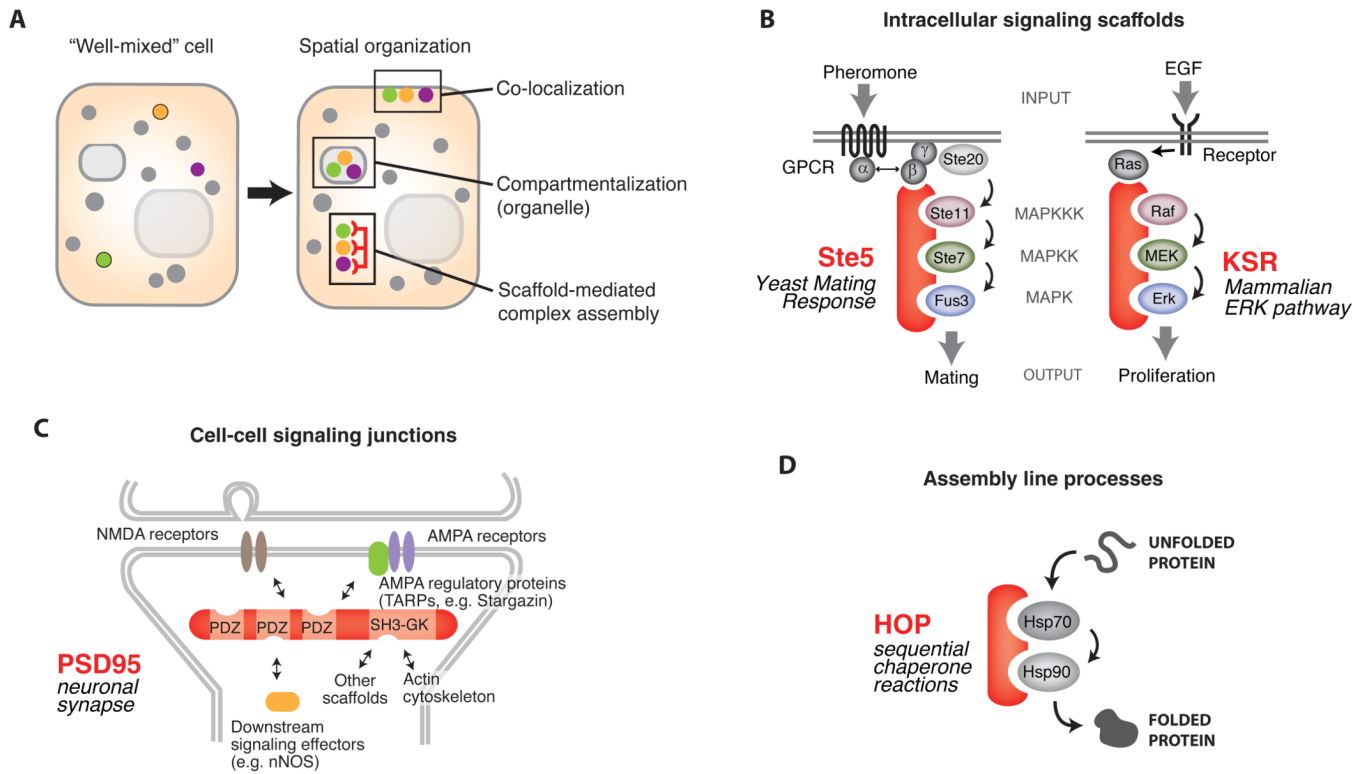 A
"Well-mixed" cell
Spatial organization
Co-localization
Compartmentalization
(organelle)
Scaffold-mediated
complex assembly
B
Intracellular signaling scaffolds
Pheromone
INPUT
EGF
GPCR
α
β
γ
Ste20
Ras
Receptor
Ste11
MAPKKK
Raf
Ste5
Yeast Mating
Response
Ste7
MAPKK
MEK
KSR
Mammalian
ERK pathway
Fus3
MAPK
Erk
Mating
OUTPUT
Proliferation
C
Cell-cell signaling junctions
NMDA receptors
AMPA receptors
AMPA regulatory proteins
(TARPs, e.g. Stargazin)
PDZ
PDZ
PDZ
SH3-GK
PSD95
neuronal
synapse
Other
scaffolds
Actin
cytoskeleton
Downstream
signaling effectors
(e.g. nNOS)
D
Assembly line processes
UNFOLDED
PROTEIN
HOP
sequential
chaperone
reactions
Hsp70
Hsp90
FOLDED
PROTEIN